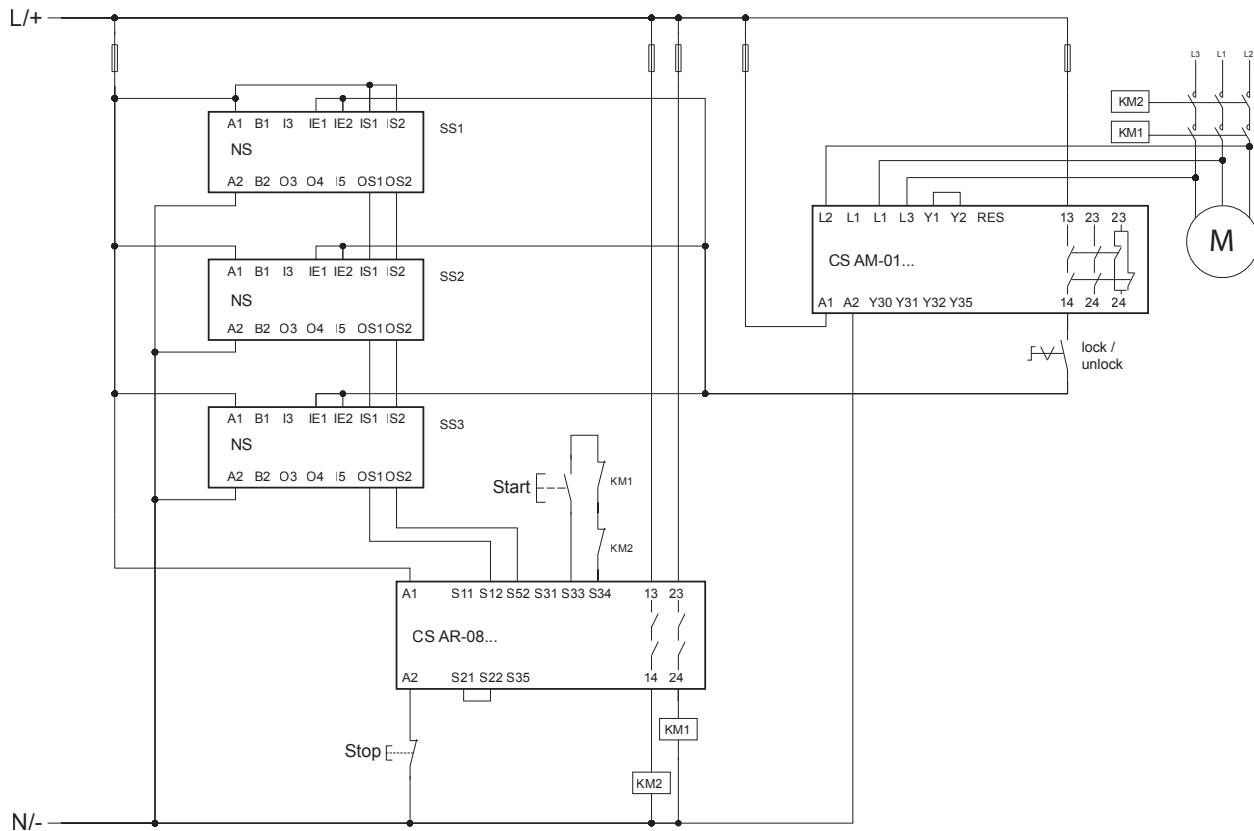 L/+
L3 L1 L2
KM2
KM1
A1 B1 I3 IE1 IE2 IS1 IS2
SS1
NS
A2 B2 O3 O4 I5 OS1 OS2
L2 L1 L1 L3 Y1 Y2 RES 13 23 23
M
CS AM-01...
A1 A2 Y30 Y31 Y32 Y35 14 24 24
A1 B1 I3 IE1 IE2 IS1 IS2
SS2
NS
A2 B2 O3 O4 I5 OS1 OS2
lock /
unlock
A1 B1 I3 IE1 IE2 IS1 IS2
SS3
NS
A2 B2 O3 O4 I5 OS1 OS2
Start
KM1
KM2
A1 S11 S12 S52 S31 S33 S34 13 23
CS AR-08...
A2 S21 S22 S35 14 24
KM1
Stop
KM2
N/-